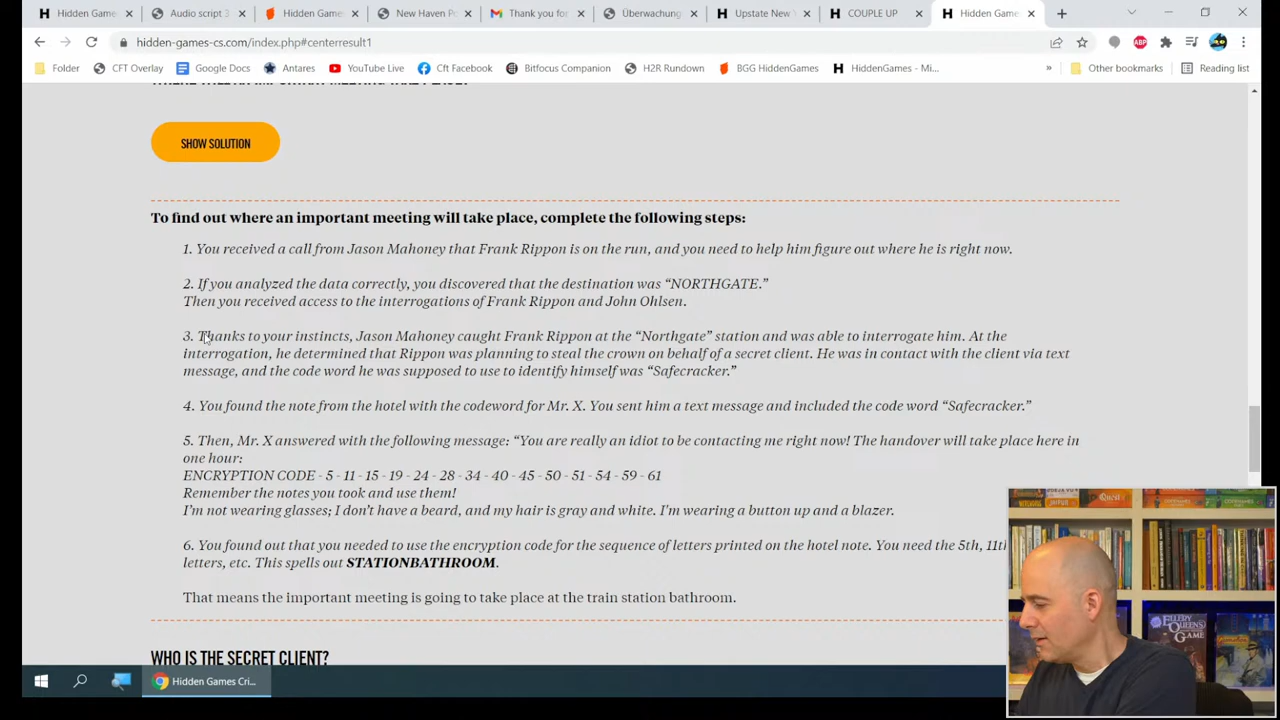 Hidden Game
Audio script 3
Hidden Game
New Haven Po
Thank you fo
Überwachung
Upstate New Y
COUPLE UP
Hidden Game
hidden-games-cs.com/index.php#centerresult1
Folder
CFT Overlay
Google Docs
Antares
YouTube Live
Cft Facebook
Bitfocus Companion
H2R Rundown
BGG HiddenGames
HiddenGames - Mi...
Other bookmarks
Reading list
SHOW SOLUTION
To find out where an important meeting will take place, complete the following steps:
1. You received a call from Jason Mahoney that Frank Rippon is on the run, and you need to help him figure out where he is right now.
2. If you analyzed the data correctly, you discovered that the destination was “NORTHGATE.”
Then you received access to the interrogations of Frank Rippon and John Ohlsen.
3. Thanks to your instincts, Jason Mahoney caught Frank Rippon at the “Northgate” station and was able to interrogate him. At the
interrogation, he determined that Rippon was planning to steal the crown on behalf of a secret client. He was in contact with the client via text
message, and the code word he was supposed to use to identify himself was “Safecracker.”
4. You found the note from the hotel with the codeword for Mr. X. You sent him a text message and included the code word “Safecracker.”
5. Then, Mr. X answered with the following message: “You are really an idiot to be contacting me right now! The handover will take place here in
one hour:
ENCRYPTION CODE - 5 - 11 - 15 - 19 - 24 - 28 - 34 - 40 - 45 - 50 - 51 - 54 - 59 - 61
Remember the notes you took and use them!
I’m not wearing glasses; I don’t have a beard, and my hair is gray and white. I'm wearing a button up and a blazer.
6. You found out that you needed to use the encryption code for the sequence of letters printed on the hotel note. You need the 5th, 11th
letters, etc. This spells out STATIONBATHROOM.
That means the important meeting is going to take place at the train station bathroom.
WHO IS THE SECRET CLIENT?
Hidden Games Cri...
Quest
ELLERY
QUEEN'S
GAME